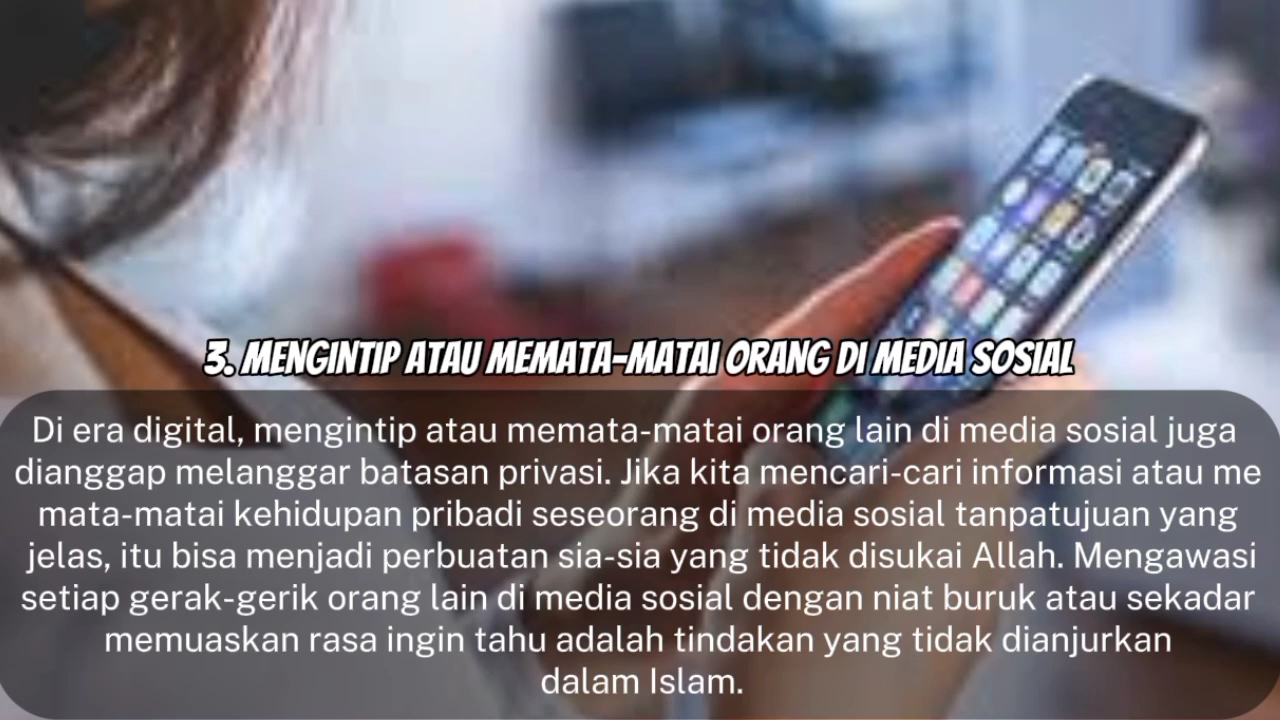 3. MENGINTIP ATAU MEMATA-MATAI ORANG DI MEDIA SOSIAL
Di era digital, mengintip atau memata-matai orang lain di media sosial juga
dianggap melanggar batasan privasi. Jika kita mencari-cari informasi atau me
mata-matai kehidupan pribadi seseorang di media sosial tanpatujuan yang
jelas, itu bisa menjadi perbuatan sia-sia yang tidak disukai Allah. Mengawasi
setiap gerak-gerik orang lain di media sosial dengan niat buruk atau sekadar
memuaskan rasa ingin tahu adalah tindakan yang tidak dianjurkan
dalam Islam.